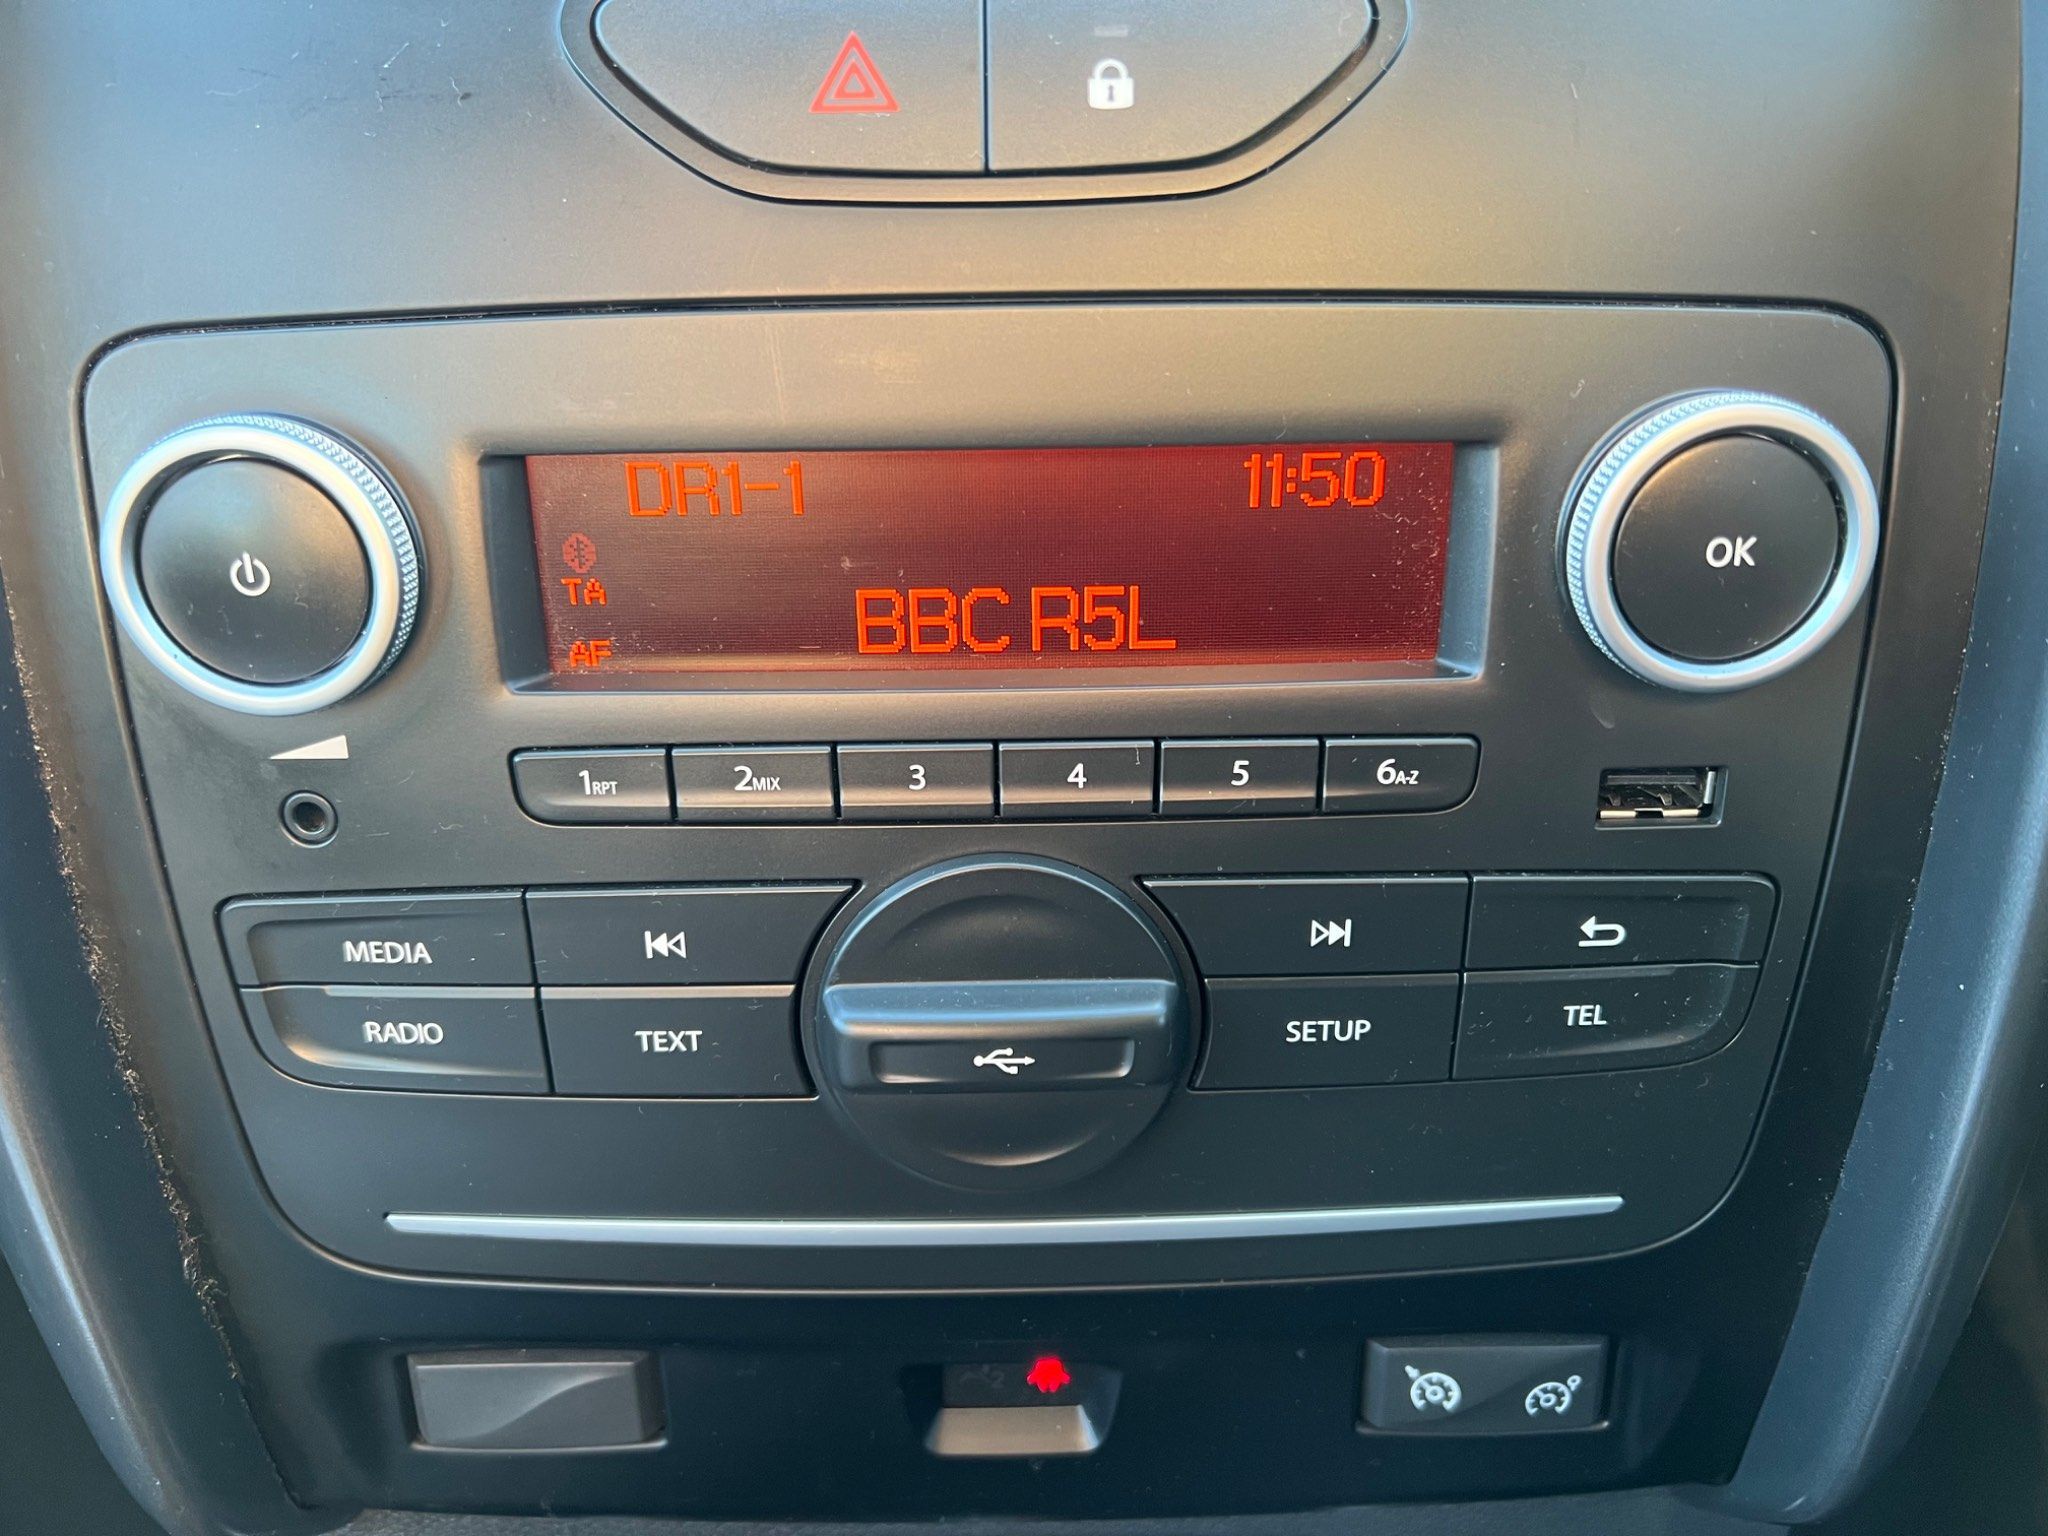 DR1-1 11:50
TA
BBC R5L
AF
OK
1RPT 2MIX 3 4 5 6A-Z
MEDIA
RADIO TEXT SETUP TEL